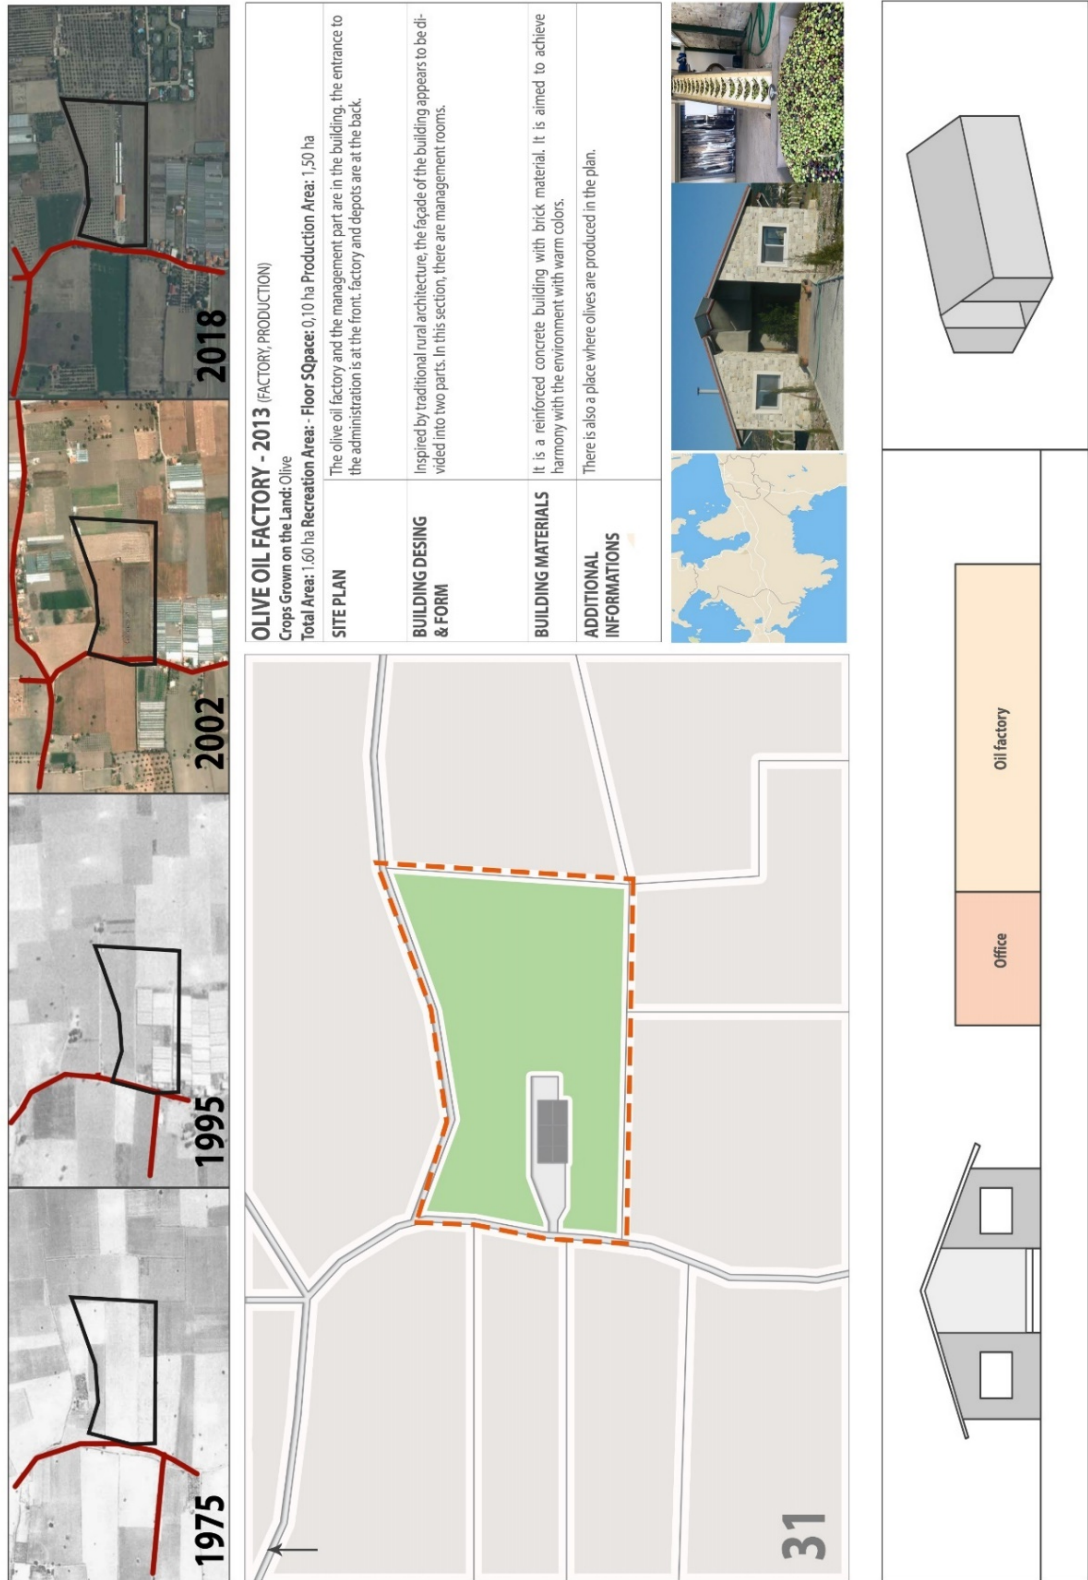 1975
1995
2002
2018
31
OLIVE OIL FACTORY - 2013 (FACTORY, PRODUCTION)
Crops Grown on the Land: Olive
Total Area: 1.60 ha Recreation Area: - Floor SQpace: 0,10 ha Production Area: 1,50 ha
SITE PLAN
The olive oil factory and the management part are in the building. the entrance to
the administration is at the front. factory and depots are at the back.
BUILDING DESING
& FORM
Inspired by traditional rural architecture, the façade of the building appears to be di-
vided into two parts. In this section, there are management rooms.
BUILDING MATERIALS
It is a reinforced concrete building with brick material. It is aimed to achieve
harmony with the environment with warm colors.
ADDITIONAL
INFORMATIONS
There is also a place where olives are produced in the plan.
Office
Oil factory